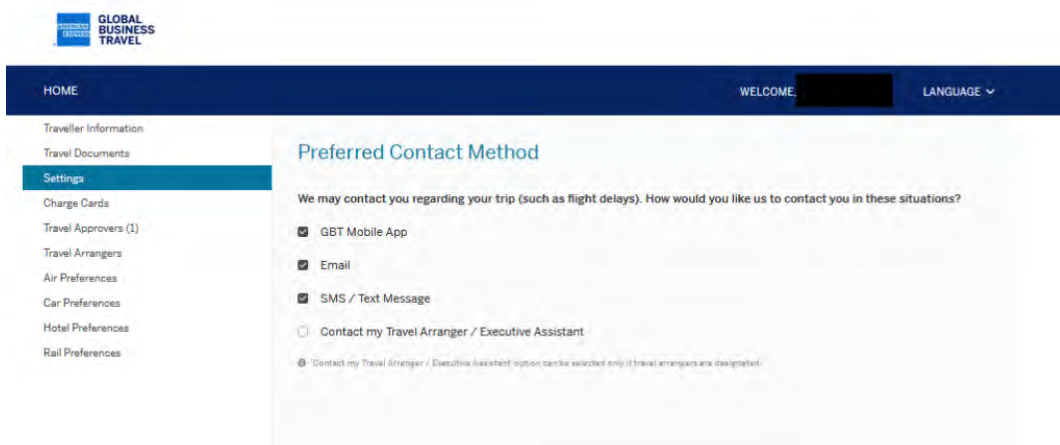 AMERICAN
EXPRESS
GLOBAL
BUSINESS
TRAVEL
HOME
WELCOME,
LANGUAGE
Traveller Information
Travel Documents
Settings
Charge Cards
Travel Approvers (1)
Travel Arrangers
Air Preferences
Car Preferences
Hotel Preferences
Rail Preferences
Preferred Contact Method
We may contact you regarding your trip (such as flight delays). How would you like us to contact you in these situations?
GBT Mobile App
Email
SMS / Text Message
Contact my Travel Arranger / Executive Assistant
'Contact my Travel Arranger / Executive Assistant' option can be selected only if travel arrangers are designated.